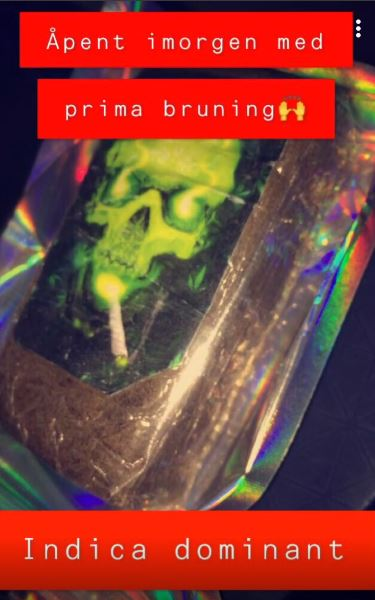 Åpent imorgen med
prima bruning🙌
Indica dominant